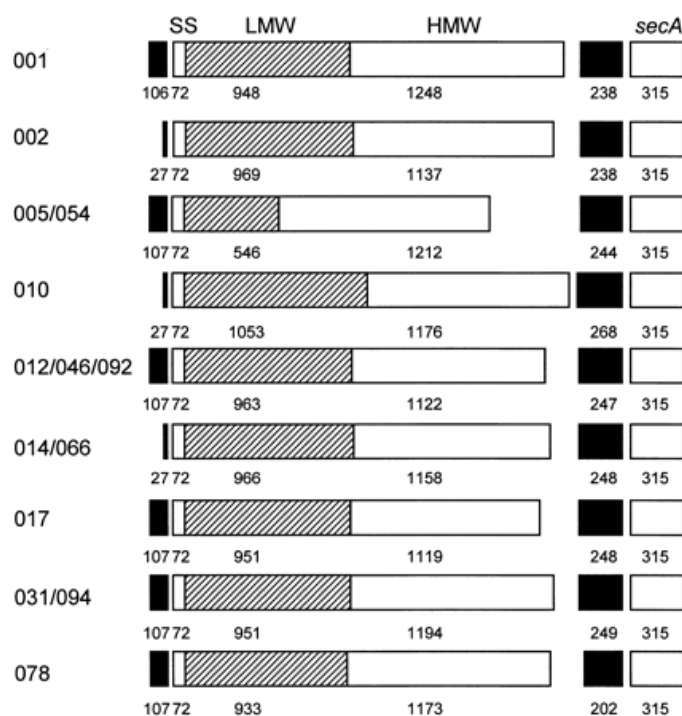 SS LMW HMW secA
001
106 72 948 1248 238 315
002
27 72 969 1137 238 315
005/054
107 72 546 1212 244 315
010
27 72 1053 1176 268 315
012/046/092
107 72 963 1122 247 315
014/066
27 72 966 1158 248 315
017
107 72 951 1119 248 315
031/094
107 72 951 1194 249 315
078
107 72 933 1173 202 315